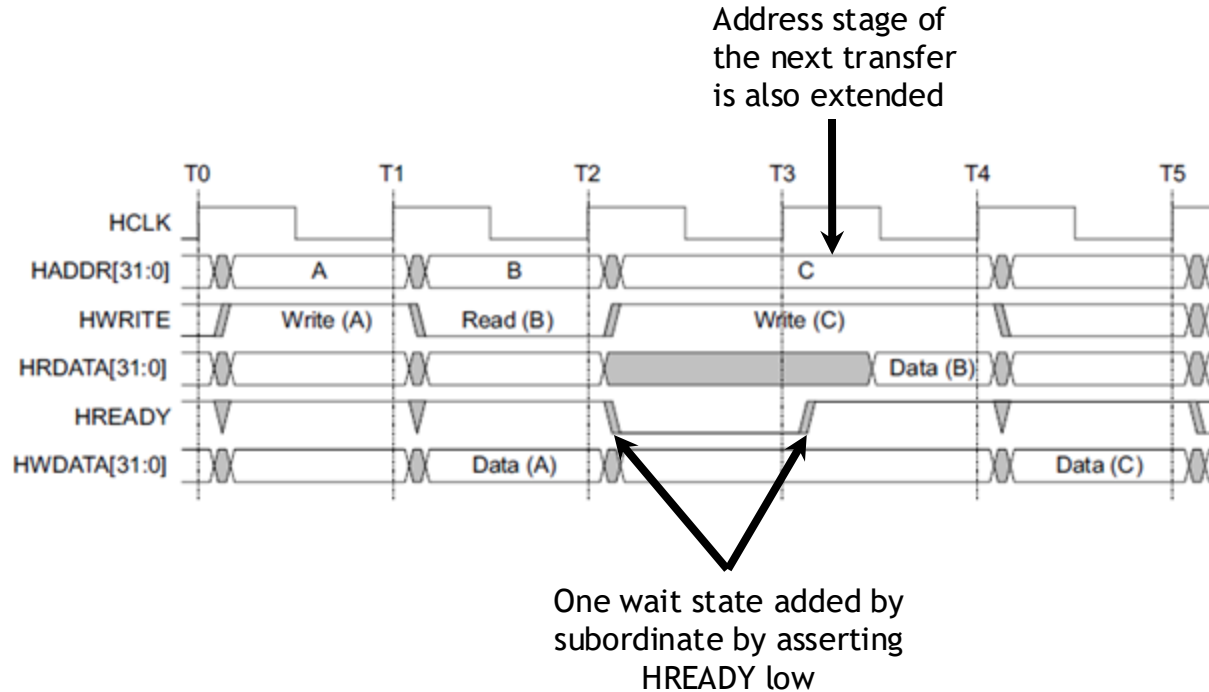 Address stage of
the next transfer
is also extended
T0 T1 T2 T3 T4 T5
HCLK
HADDR[31:0] A B C
HWRITE Write (A) Read (B) Write (C)
HRDATA[31:0] Data (B)
HREADY
HWDATA[31:0] Data (A) Data (C)
One wait state added by
subordinate by asserting
HREADY low